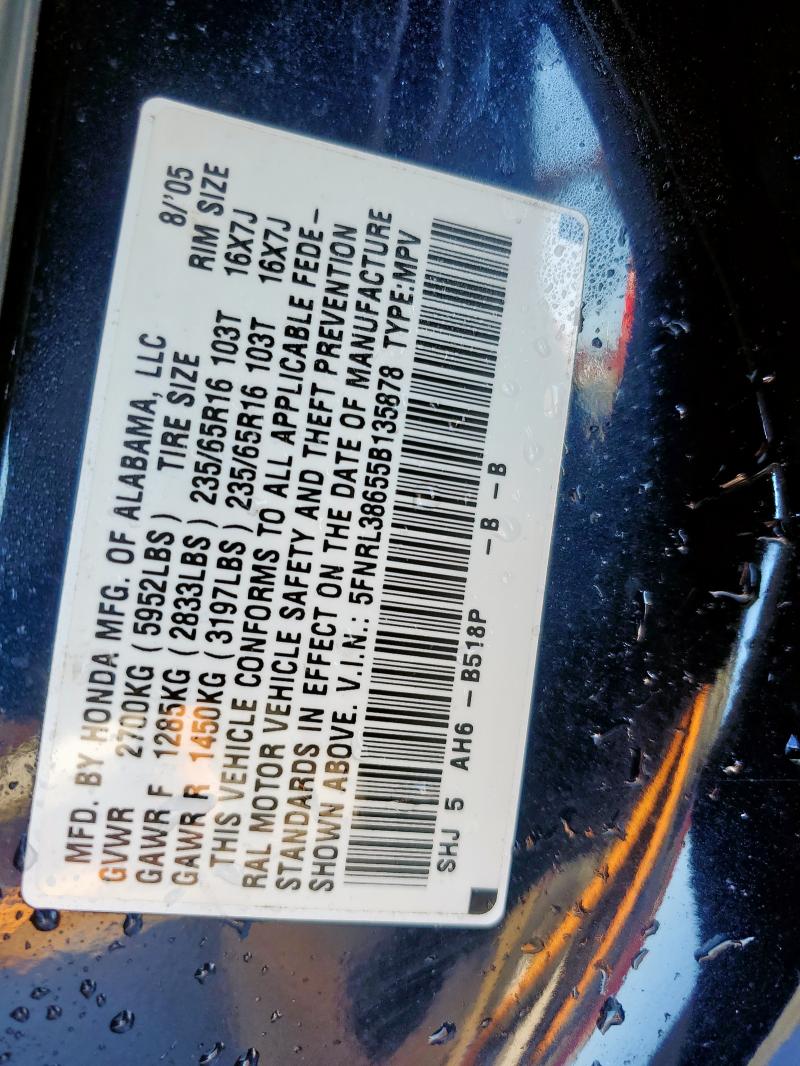 MFD. BY HONDA MFG. OF ALABAMA, LLC 8/'05
GVWR 2700KG ( 5952LBS ) TIRE SIZE RIM SIZE
GAWR F 1285KG ( 2833LBS ) 235/65R16 103T 16X7J
GAWR R 1450KG ( 3197LBS ) 235/65R16 103T 16X7J
THIS VEHICLE CONFORMS TO ALL APPLICABLE FEDE–
RAL MOTOR VEHICLE SAFETY AND THEFT PREVENTION
STANDARDS IN EFFECT ON THE DATE OF MANUFACTURE
SHOWN ABOVE. V.I.N.: 5FNRL38655B135878 TYPE:MPV
SHJ 5 AH6 – B518P – B – B